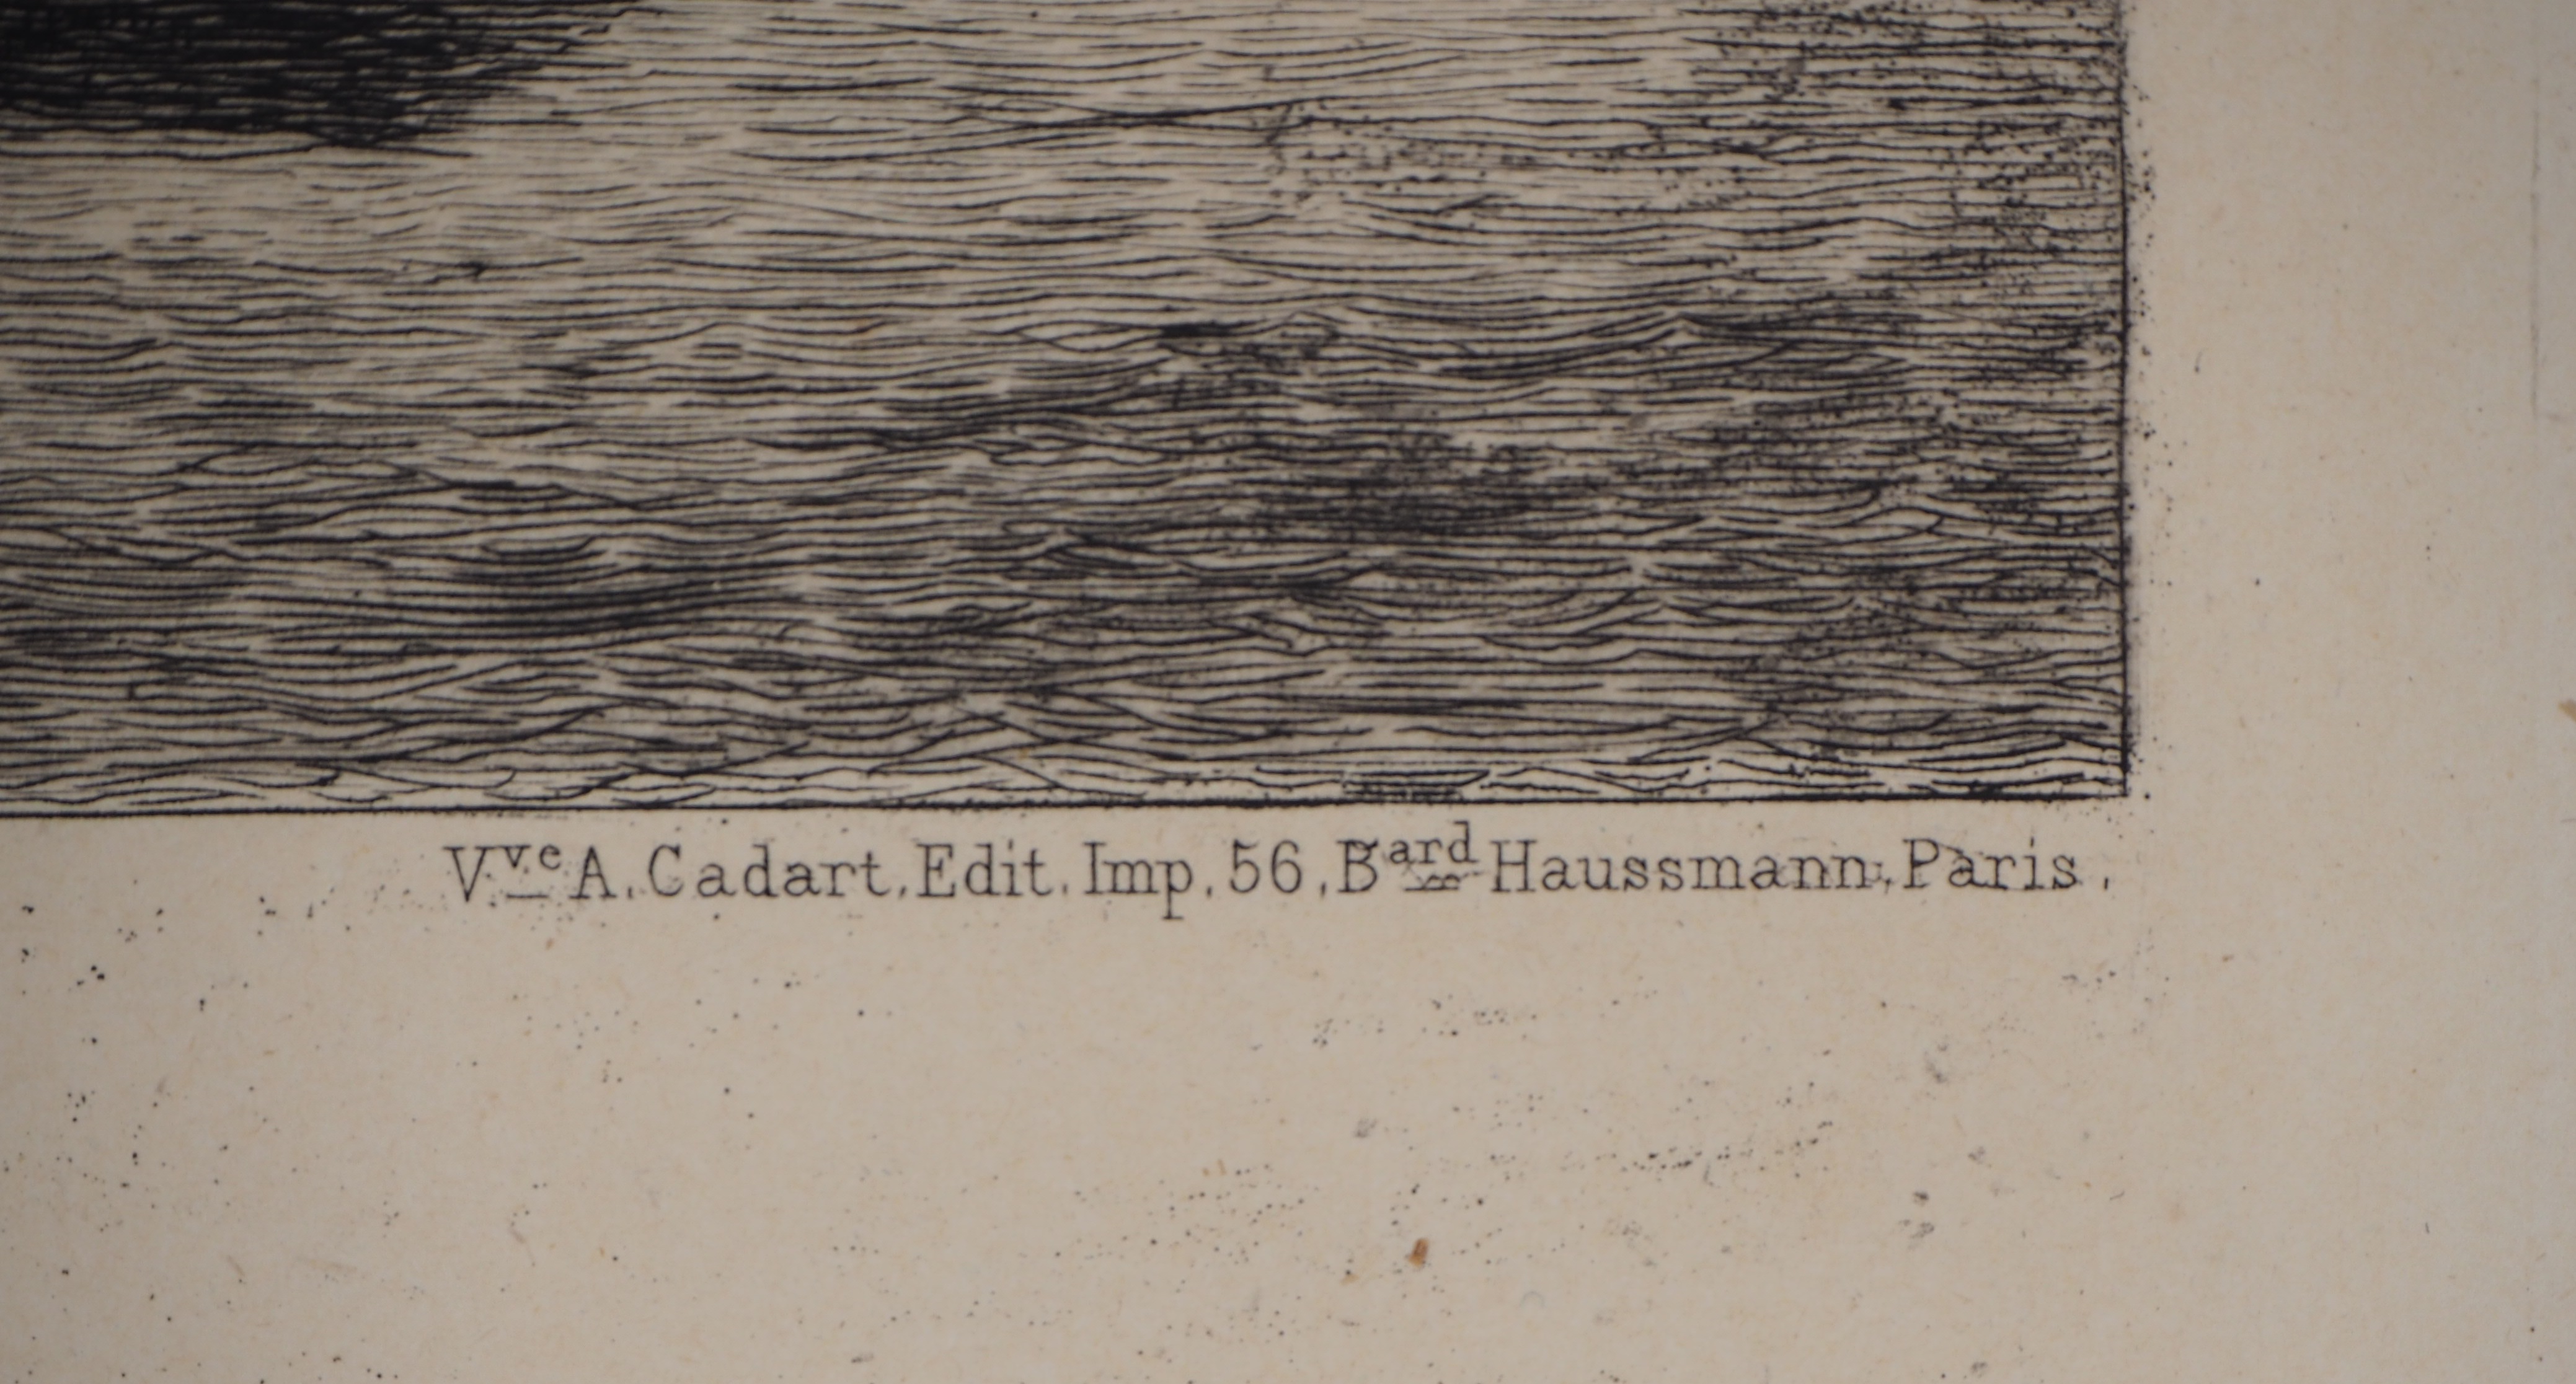 Vve A. Cadart. Edit. Imp. 56, Bard Haussmann, Paris.